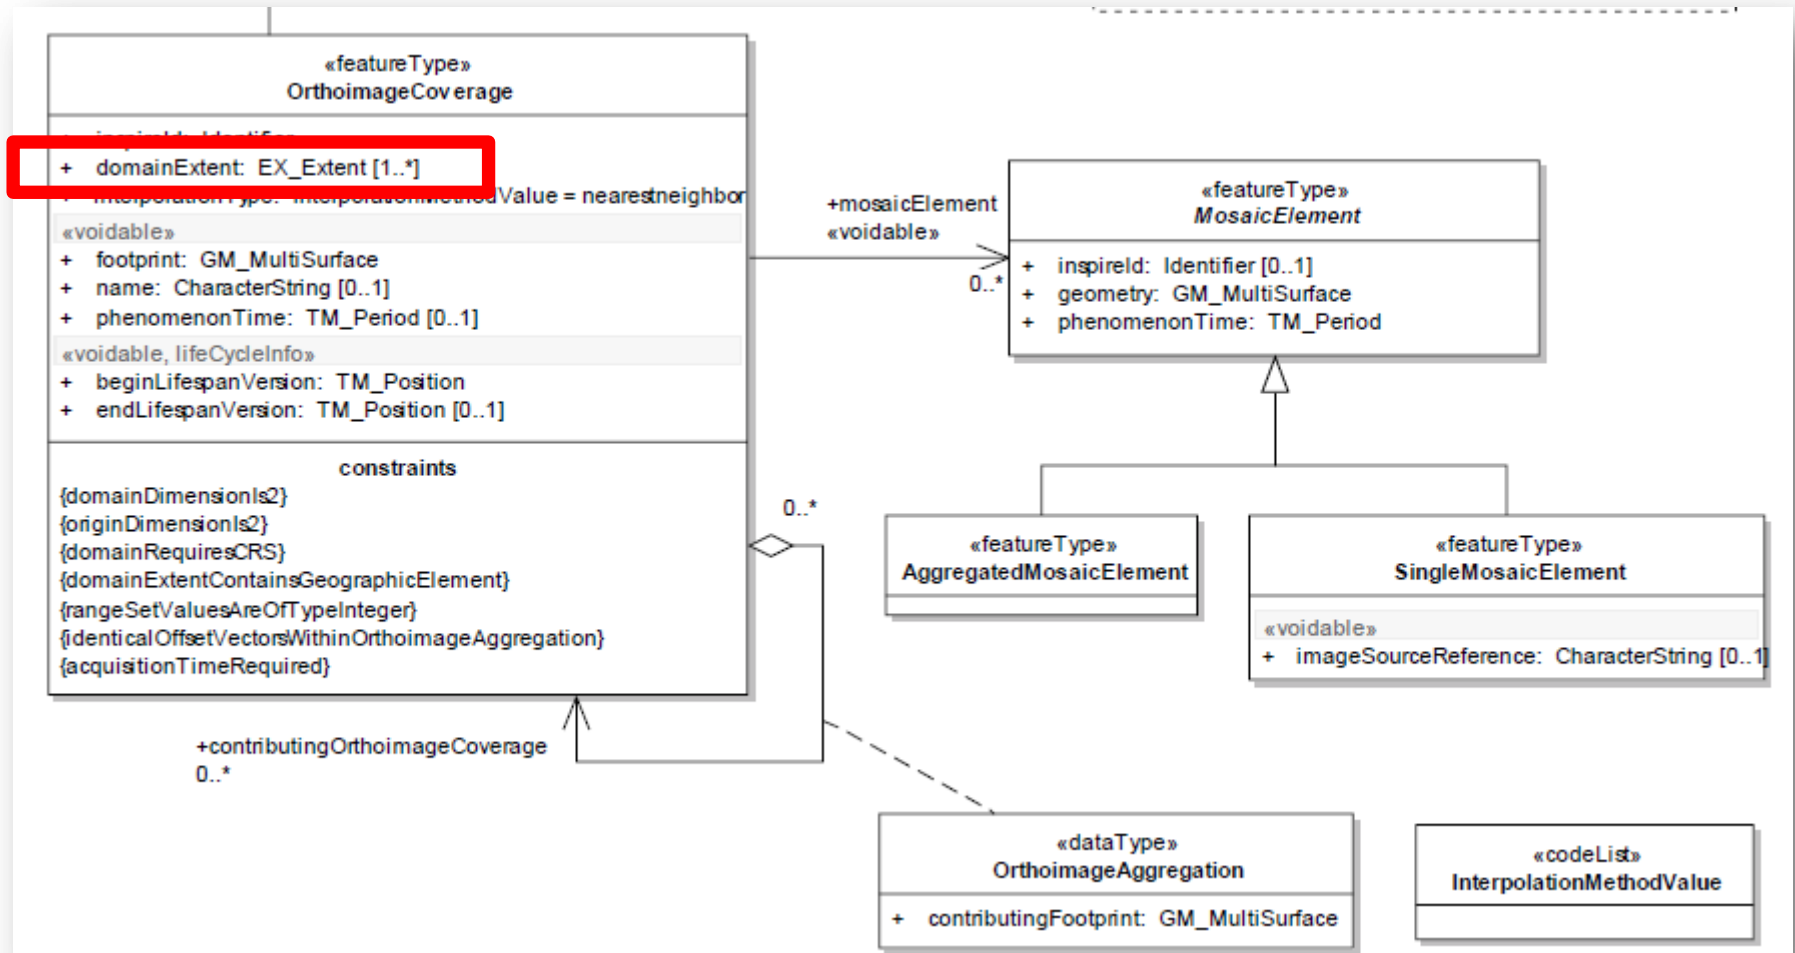 «featureType»
OrthoimageCoverage
+ domainExtent: EX_Extent [1..*]
+ interpolationType: InterpolationMethodValue = nearestneighbor
«voidable»
+ footprint: GM_MultiSurface
+ name: CharacterString [0..1]
+ phenomenonTime: TM_Period [0..1]
«voidable, lifeCycleInfo»
+ beginLifespanVersion: TM_Position
+ endLifespanVersion: TM_Position [0..1]
constraints
{domainDimensionIs2}
{originDimensionIs2}
{domainRequiresCRS}
{domainExtentContainsGeographicElement}
{rangeSetValuesAreOfTypeInteger}
{identicalOffsetVectorsWithinOrthoimageAggregation}
{acquisitionTimeRequired}
+mosaicElement
«voidable»
0..*
«featureType»
MosaicElement
+ inspireId: Identifier [0..1]
+ geometry: GM_MultiSurface
+ phenomenonTime: TM_Period
0..*
«featureType»
AggregatedMosaicElement
«featureType»
SingleMosaicElement
«voidable»
+ imageSourceReference: CharacterString [0..1]
+contributingOrthoimageCoverage
0..*
«dataType»
OrthoimageAggregation
+ contributingFootprint: GM_MultiSurface
«codeList»
InterpolationMethodValue